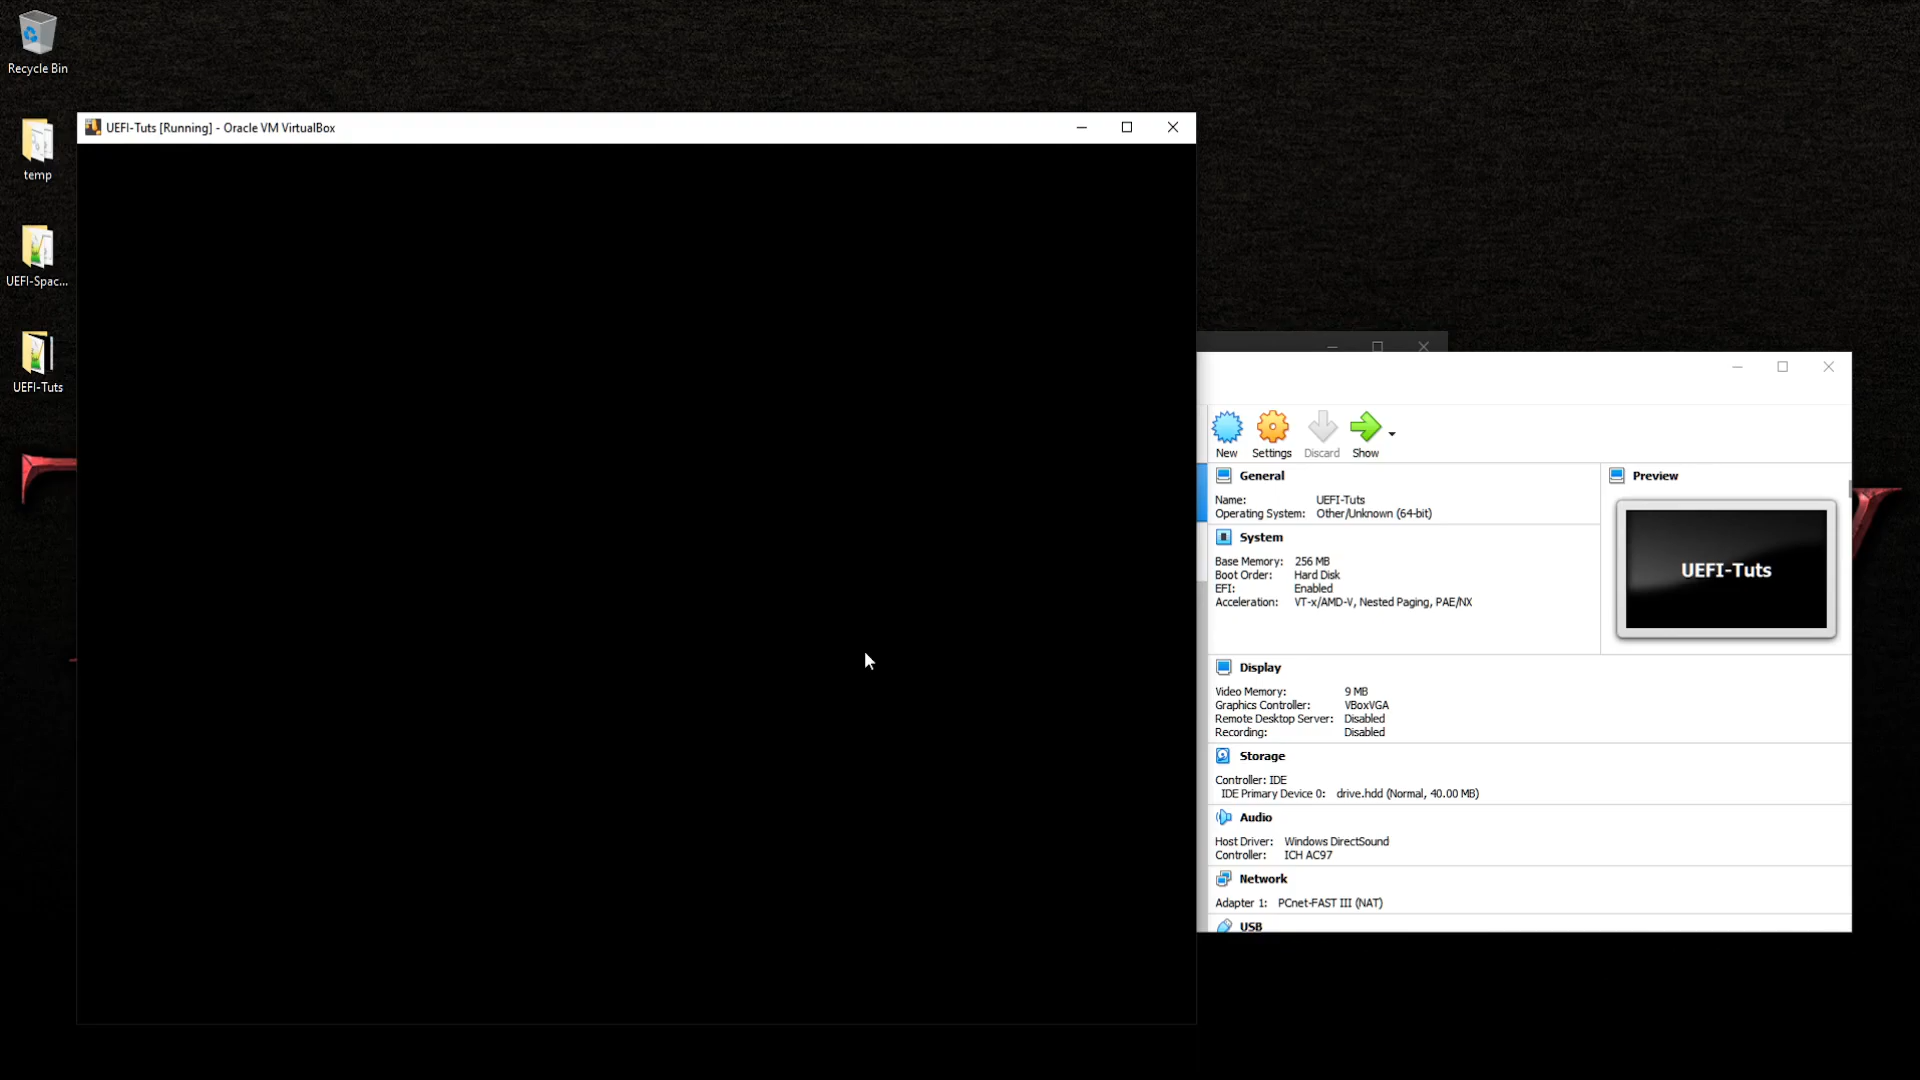 Recycle Bin
temp
UEFI-Spac...
UEFI-Tuts
UEFI-Tuts [Running] - Oracle VM VirtualBox
New
Settings
Discard
Show
General
Name: UEFI-Tuts
Operating System: Other/Unknown (64-bit)
System
Base Memory: 256 MB
Boot Order: Hard Disk
EFI: Enabled
Acceleration: VT-x/AMD-V, Nested Paging, PAE/NX
Preview
UEFI-Tuts
Display
Video Memory: 9 MB
Graphics Controller: VBoxVGA
Remote Desktop Server: Disabled
Recording: Disabled
Storage
Controller: IDE
IDE Primary Device 0: drive.hdd (Normal, 40.00 MB)
Audio
Host Driver: Windows DirectSound
Controller: ICH AC97
Network
Adapter 1: PCnet-FAST III (NAT)
USB